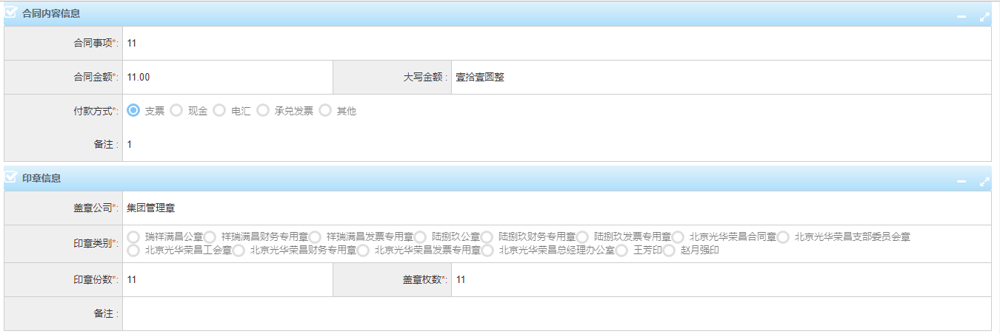 合同内容信息
合同事项*: 11
合同金额*: 11.00 大写金额 : 壹拾壹圆整
付款方式*: 支票 现金 电汇 承兑发票 其他
备注 : 1
印章信息
盖章公司*: 集团管理章
印章类别*: 瑞祥满昌公章 祥瑞满昌财务专用章 祥瑞满昌发票专用章 陆捌玖公章 陆捌玖财务专用章 陆捌玖发票专用章 北京光华荣昌合同章 北京光华荣昌支部委员会章
北京光华荣昌工会章 北京光华荣昌财务专用章 北京光华荣昌发票专用章 北京光华荣昌总经理办公室 王芳印 赵月强印
印章份数*: 11 盖章枚数*: 11
备注 :